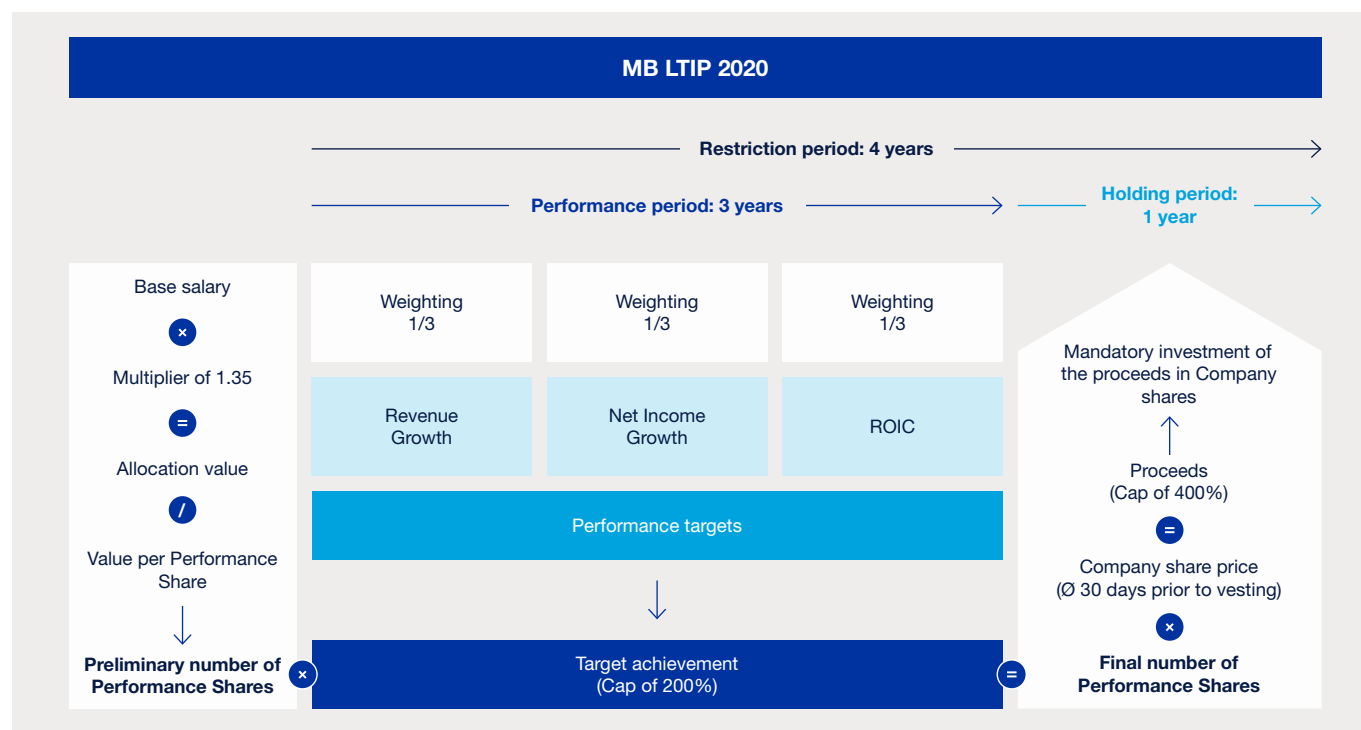 MB LTIP 2020
Restriction period: 4 years
Performance period: 3 years
Holding period:
1 year
Base salary
×
Multiplier of 1.35
=
Allocation value
/
Value per Performance
Share
Preliminary number of
Performance Shares
×
Weighting
1/3
Weighting
1/3
Weighting
1/3
Revenue
Growth
Net Income
Growth
ROIC
Performance targets
Target achievement
(Cap of 200%)
=
Mandatory investment of
the proceeds in Company
shares
Proceeds
(Cap of 400%)
=
Company share price
(Ø 30 days prior to vesting)
×
Final number of
Performance Shares